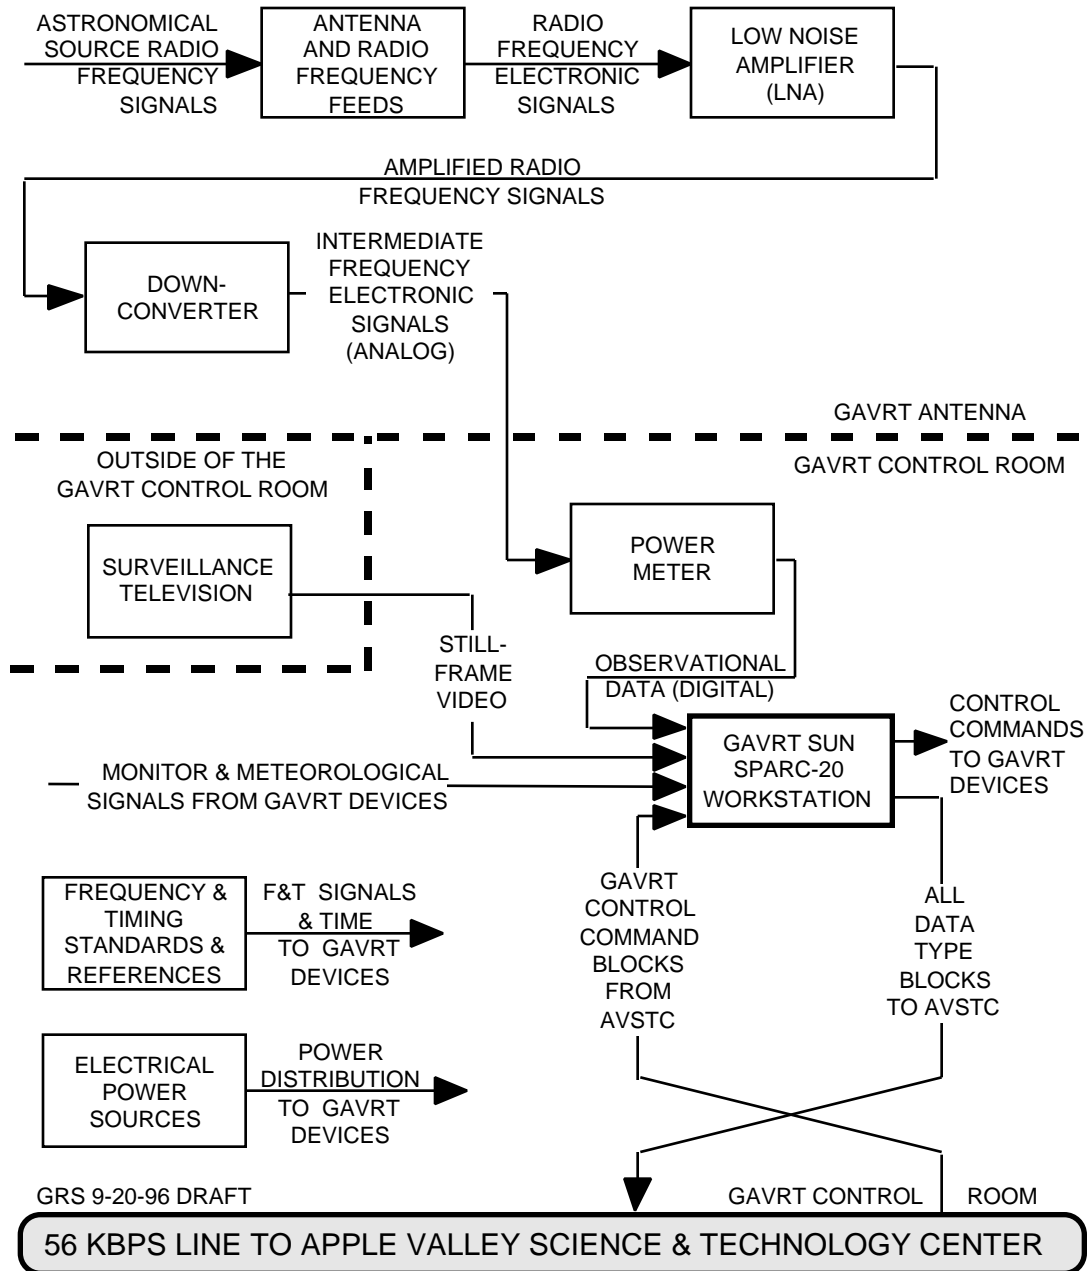 ASTRONOMICAL
SOURCE RADIO
FREQUENCY
SIGNALS
ANTENNA
AND RADIO
FREQUENCY
FEEDS
RADIO
FREQUENCY
ELECTRONIC
SIGNALS
LOW NOISE
AMPLIFIER
(LNA)
AMPLIFIED RADIO
FREQUENCY SIGNALS
DOWN-
CONVERTER
INTERMEDIATE
FREQUENCY
ELECTRONIC
SIGNALS
(ANALOG)
GAVRT ANTENNA
GAVRT CONTROL ROOM
OUTSIDE OF THE
GAVRT CONTROL ROOM
SURVEILLANCE
TELEVISION
POWER
METER
STILL-
FRAME
VIDEO
OBSERVATIONAL
DATA (DIGITAL)
GAVRT SUN
SPARC-20
WORKSTATION
CONTROL
COMMANDS
TO GAVRT
DEVICES
MONITOR & METEOROLOGICAL
SIGNALS FROM GAVRT DEVICES
FREQUENCY &
TIMING
STANDARDS &
REFERENCES
F&T SIGNALS
& TIME
TO GAVRT
DEVICES
GAVRT
CONTROL
COMMAND
BLOCKS
FROM
AVSTC
ALL
DATA
TYPE
BLOCKS
TO AVSTC
ELECTRICAL
POWER
SOURCES
POWER
DISTRIBUTION
TO GAVRT
DEVICES
GRS 9-20-96 DRAFT
GAVRT CONTROL ROOM
56 KBPS LINE TO APPLE VALLEY SCIENCE & TECHNOLOGY CENTER